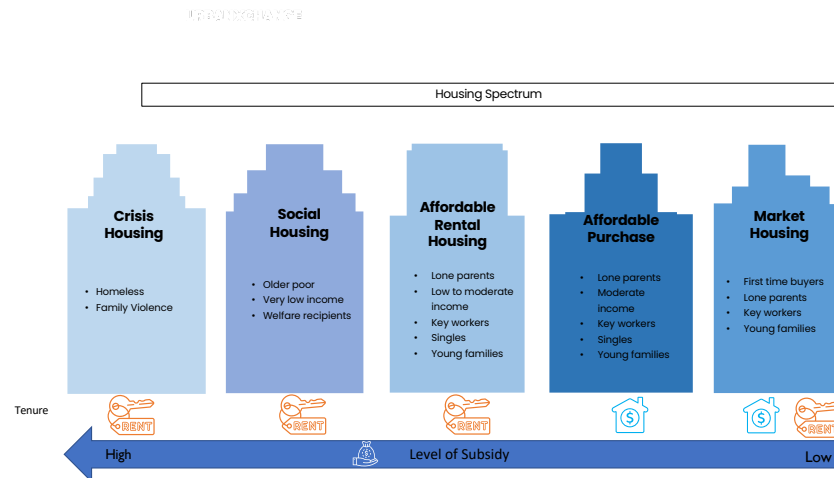 Housing Spectrum
Crisis
Housing
• Homeless
• Family Violence
Social
Housing
• Older poor
• Very low income
• Welfare recipients
Affordable
Rental
Housing
• Lone parents
• Low to moderate
income
• Key workers
• Singles
• Young families
Affordable
Purchase
• Lone parents
• Moderate
income
• Key workers
• Singles
• Young families
Market
Housing
• First time buyers
• Lone parents
• Key workers
• Young families
Tenure
RENT
RENT
RENT
$
$
RENT
High
$
Level of Subsidy
Low